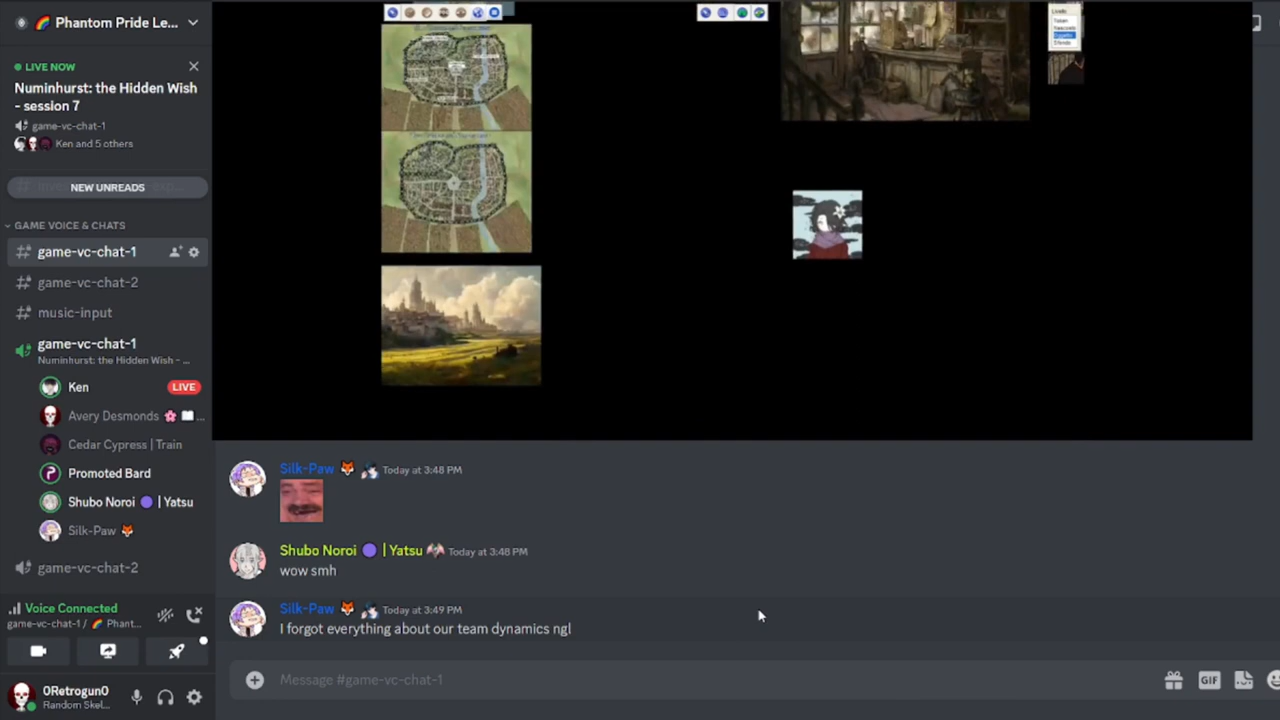 Phantom Pride Le...
LIVE NOW
Numinhurst: the Hidden Wish
- session 7
game-vc-chat-1
Ken and 5 others
NEW UNREADS
GAME VOICE & CHATS
game-vc-chat-1
game-vc-chat-2
music-input
game-vc-chat-1
Numinhurst: the Hidden Wish - ...
Ken LIVE
Avery Desmonds ...
Cedar Cypress | Train
Promoted Bard
Shubo Noroi | Yatsu
Silk-Paw
game-vc-chat-2
Voice Connected
game-vc-chat-1 / Phant...
0Retrogun0
Random Skel...
Silk-Paw Today at 3:48 PM
Shubo Noroi | Yatsu Today at 3:48 PM
wow smh
Silk-Paw Today at 3:49 PM
I forgot everything about our team dynamics ngl
Message #game-vc-chat-1
GIF